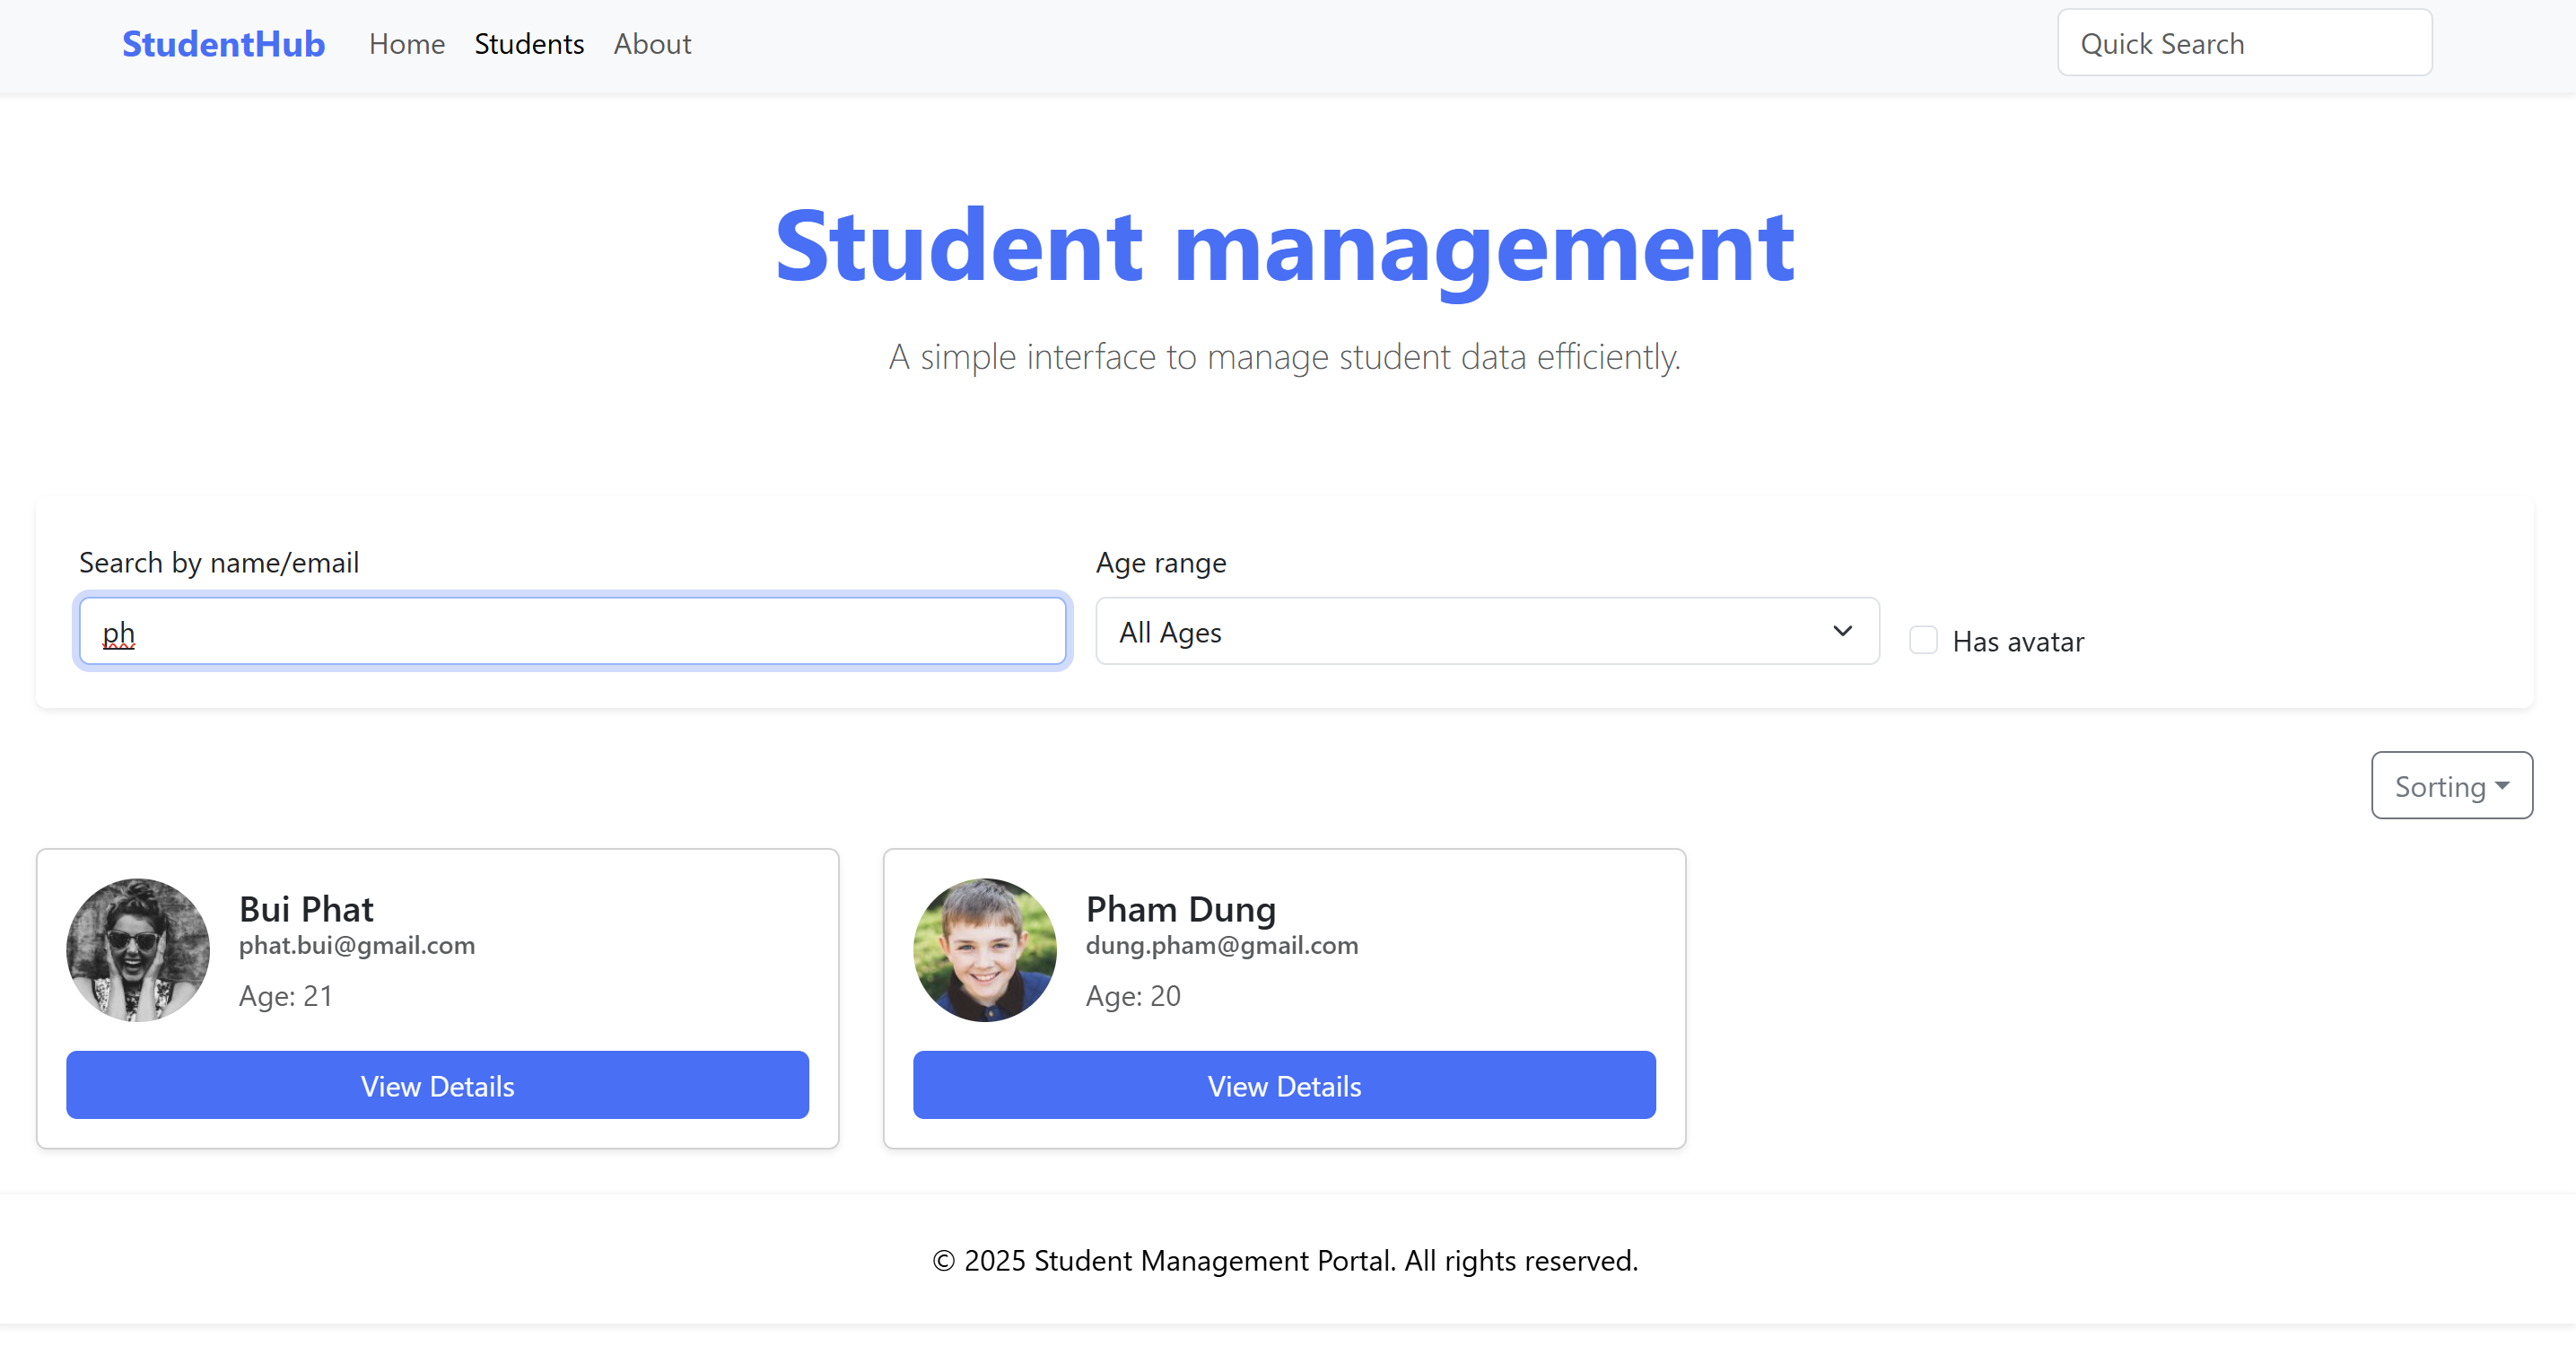 StudentHub Home Students About Quick Search
Student management
A simple interface to manage student data efficiently.
Search by name/email
Age range
ph
All Ages
Has avatar
Sorting
Bui Phat
phat.bui@gmail.com
Age: 21
View Details
Pham Dung
dung.pham@gmail.com
Age: 20
View Details
© 2025 Student Management Portal. All rights reserved.